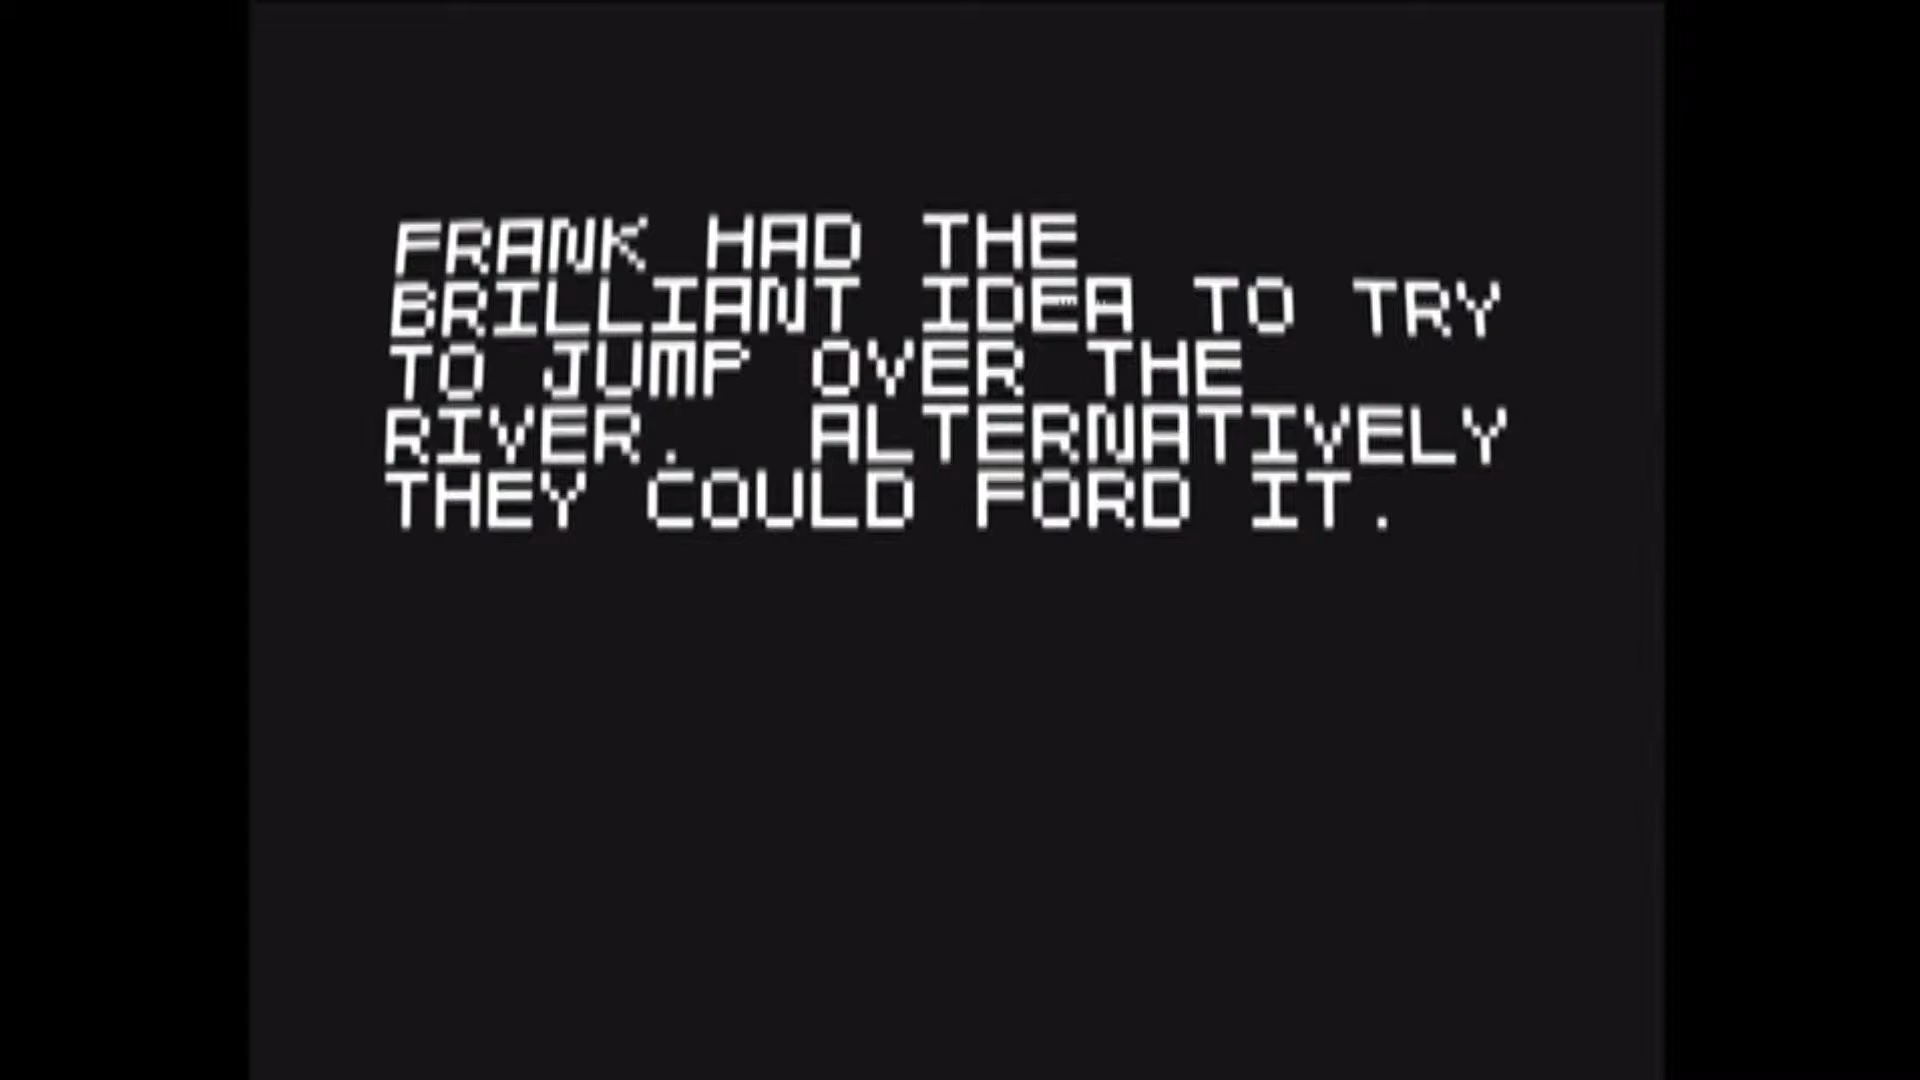 FRANK HAD THE
BRILLIANT IDEA TO TRY
TO JUMP OVER THE
RIVER.  ALTERNATIVELY
THEY COULD FORD IT.